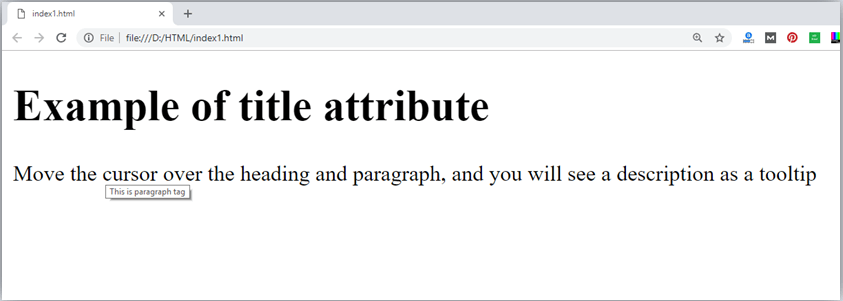 index1.html
File | file:///D:/HTML/index1.html
Example of title attribute
Move the cursor over the heading and paragraph, and you will see a description as a tooltip
This is paragraph tag